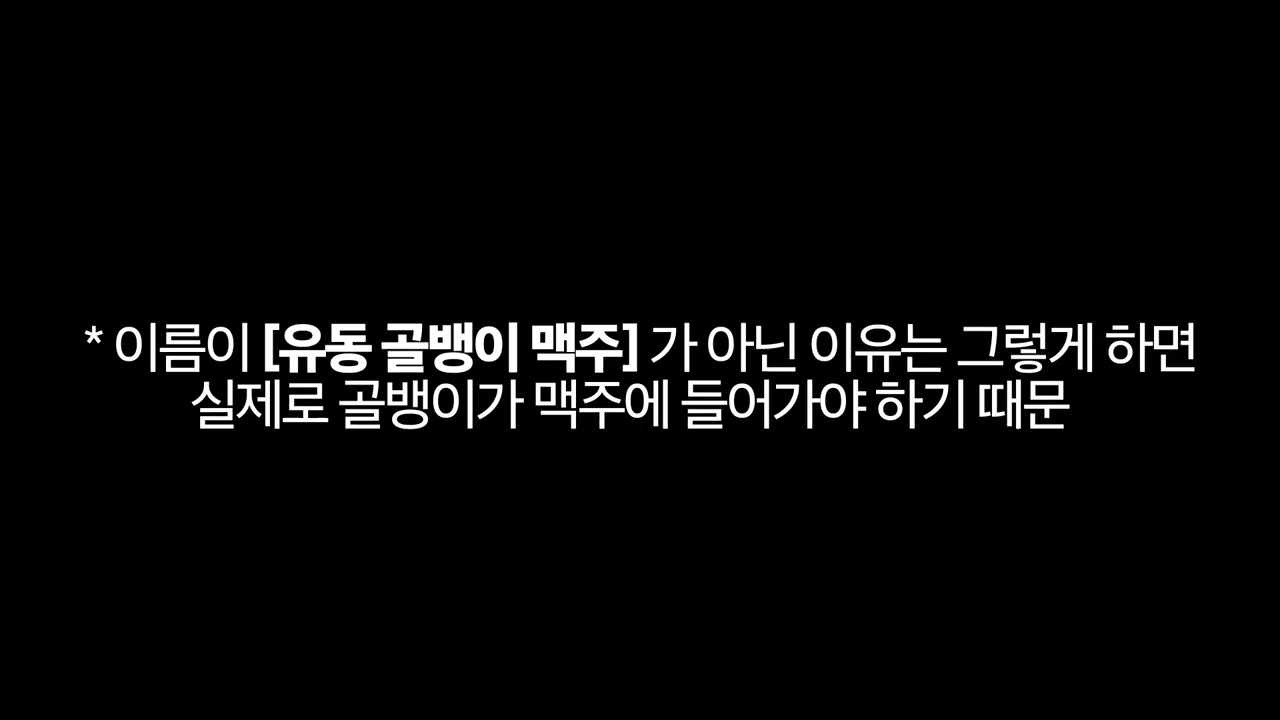 * 이름이 [유동 골뱅이 맥주] 가 아닌 이유는 그렇게 하면
실제로 골뱅이가 맥주에 들어가야 하기 때문